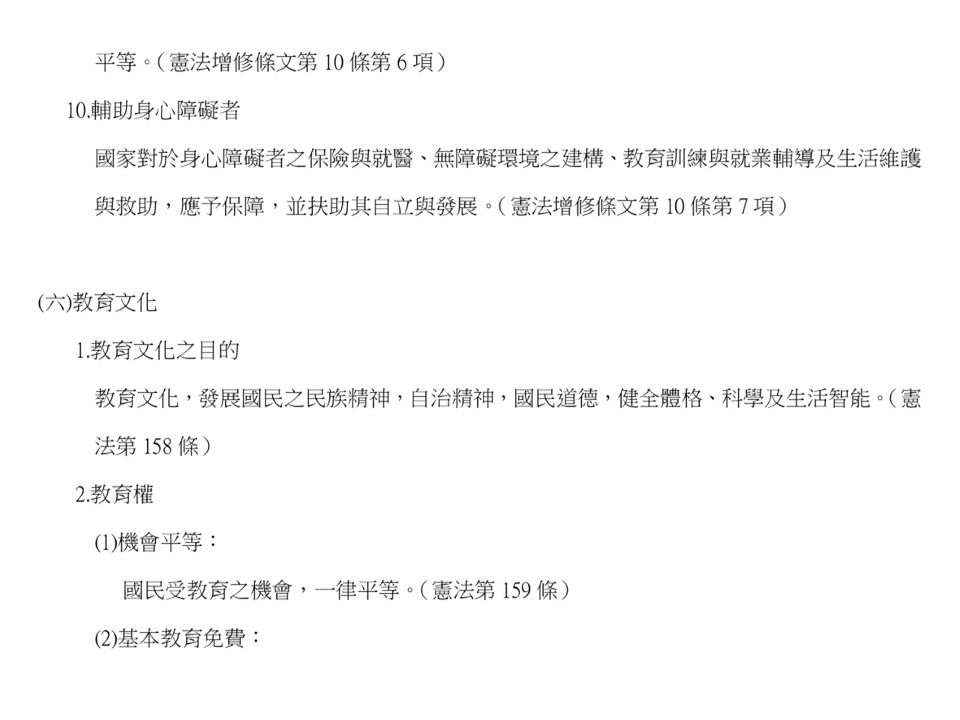 平等。（憲法增修條文第 10 條第 6 項）
10.輔助身心障礙者
國家對於身心障礙者之保險與就醫、無障礙環境之建構、教育訓練與就業輔導及生活維護
與救助，應予保障，並扶助其自立與發展。（憲法增修條文第 10 條第 7 項）
(六)教育文化
1.教育文化之目的
教育文化，發展國民之民族精神，自治精神，國民道德，健全體格、科學及生活智能。（憲
法第 158 條）
2.教育權
(1)機會平等：
國民受教育之機會，一律平等。（憲法第 159 條）
(2)基本教育免費：